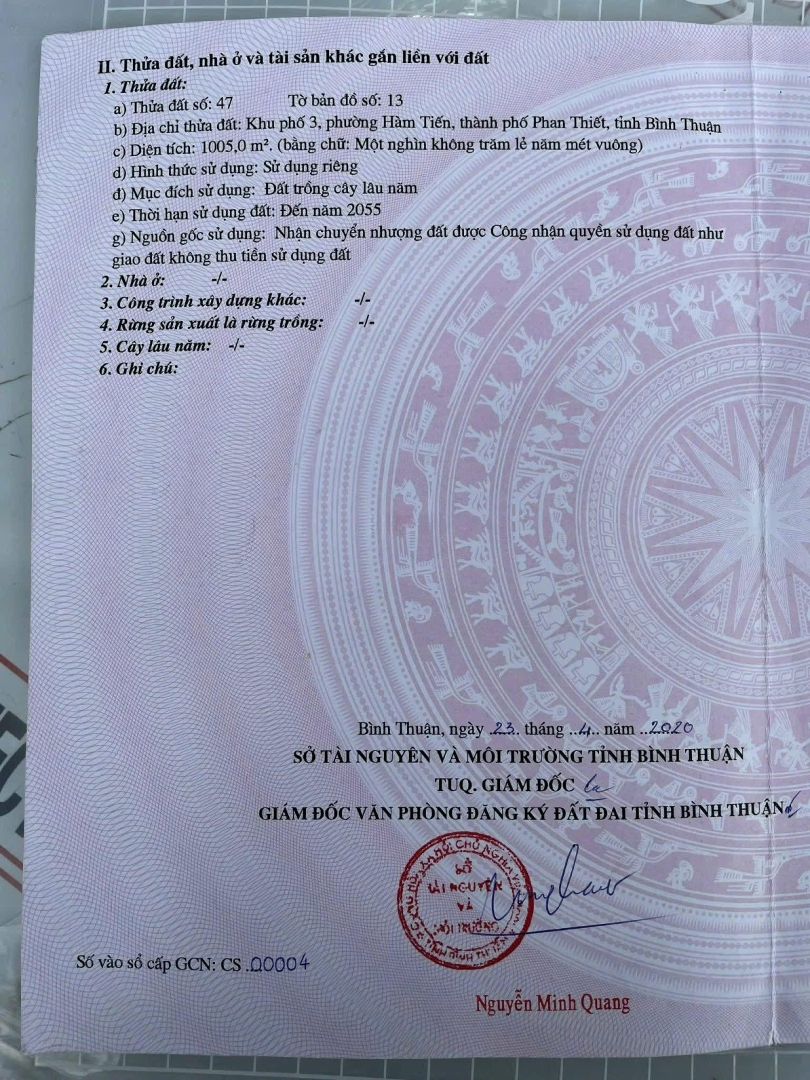 II. Thửa đất, nhà ở và tài sản khác gắn liền với đất
1. Thửa đất:
a) Thửa đất số: 47 Tờ bản đồ số: 13
b) Địa chỉ thửa đất: Khu phố 3, phường Hàm Tiến, thành phố Phan Thiết, tỉnh Bình Thuận
c) Diện tích: 1005,0 m². (bằng chữ: Một nghìn không trăm lẻ năm mét vuông)
d) Hình thức sử dụng: Sử dụng riêng
đ) Mục đích sử dụng: Đất trồng cây lâu năm
e) Thời hạn sử dụng đất: Đến năm 2055
g) Nguồn gốc sử dụng: Nhận chuyển nhượng đất được Công nhận quyền sử dụng đất như
giao đất không thu tiền sử dụng đất
2. Nhà ở: -/-
3. Công trình xây dựng khác: -/-
4. Rừng sản xuất là rừng trồng: -/-
5. Cây lâu năm: -/-
6. Ghi chú:
Bình Thuận, ngày .23. tháng ..4.. năm ..2020
SỞ TÀI NGUYÊN VÀ MÔI TRƯỜNG TỈNH BÌNH THUẬN
TUQ. GIÁM ĐỐC
GIÁM ĐỐC VĂN PHÒNG ĐĂNG KÝ ĐẤT ĐAI TỈNH BÌNH THUẬN
SỞ
TÀI NGUYÊN
VÀ
MÔI TRƯỜNG
Số vào sổ cấp GCN: CS .00004
Nguyễn Minh Quang